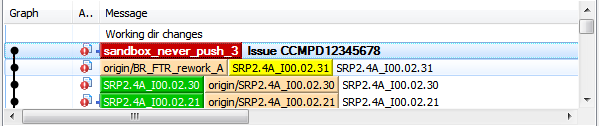 Graph A.. Message
Working dir changes
sandbox_never_push_3 Issue CCMPD12345678
origin/BR_FTR_rework_A SRP2.4A_I00.02.31 SRP2.4A_I00.02.31
SRP2.4A_I00.02.30 origin/SRP2.4A_I00.02.30 SRP2.4A_I00.02.30
SRP2.4A_I00.02.21 origin/SRP2.4A_I00.02.21 SRP2.4A_I00.02.21